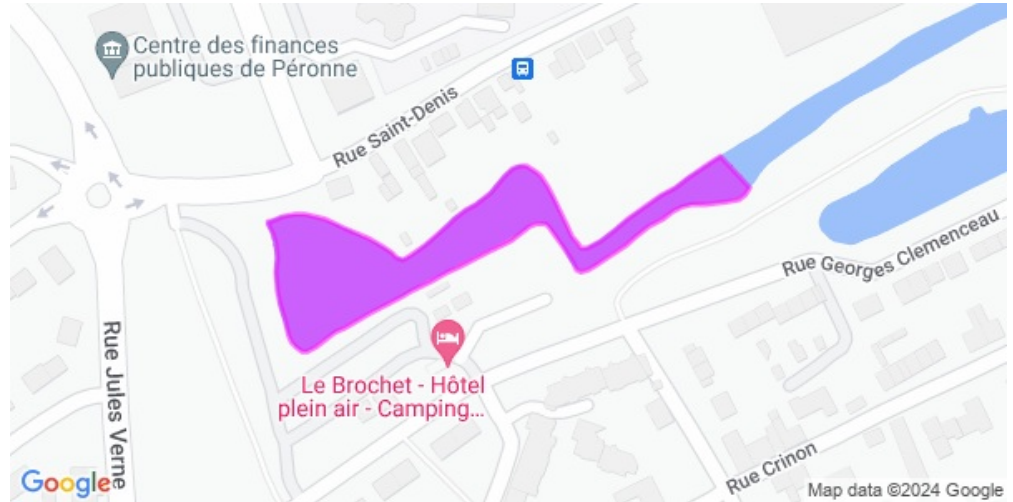 Centre des finances
publiques de Péronne
Rue Saint-Denis
Rue Georges Clemenceau
Rue Jules Verne
Le Brochet - Hôtel
plein air - Camping...
Rue Crinon
Google
Map data ©2024 Google